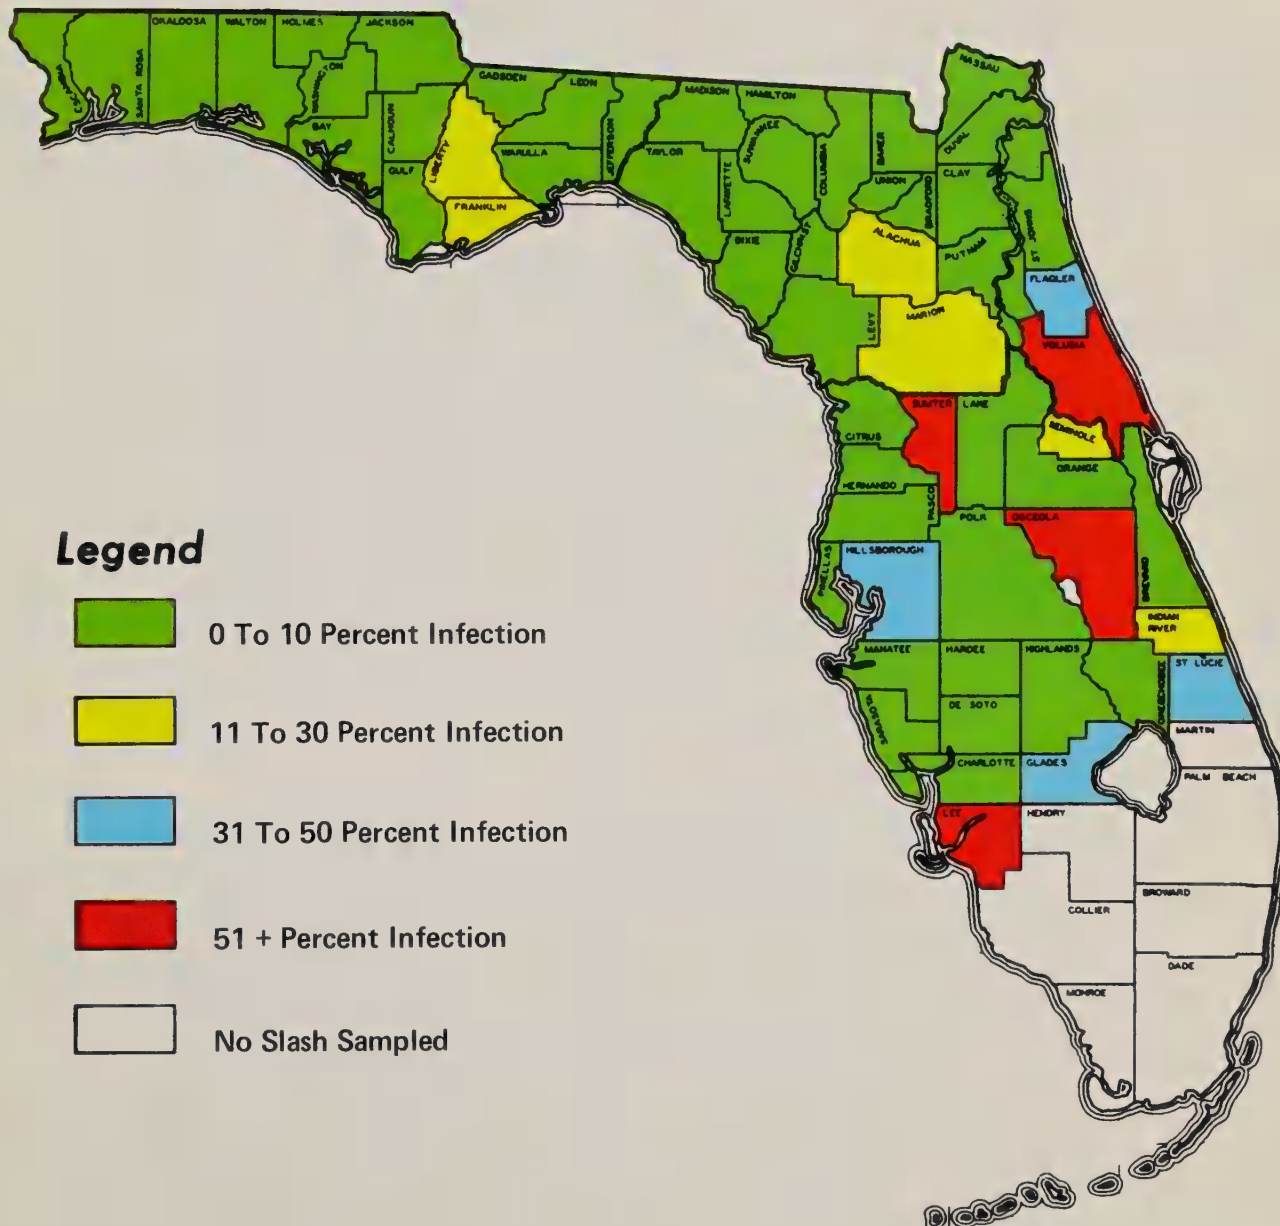 OKALOOSA
WALTON
HOLMES
JACKSON
SANTA ROSA
BAY
CALHOUN
GULF
LIBERTY
FRANKLIN
GADSDEN
LEON
WAKULLA
JEFFERSON
MADISON
HAMILTON
TAYLOR
LAFAYETTE
SUWANNEE
COLUMBIA
BAKER
NASSAU
DUVAL
UNION
BRADFORD
CLAY
ST JOHNS
DIXIE
GILCHRIST
ALACHUA
PUTNAM
FLAGLER
LEVY
MARION
VOLUSIA
CITRUS
SUMTER
LAKE
SEMINOLE
ORANGE
HERNANDO
PASCO
POLK
OSCEOLA
BREVARD
PINELLAS
HILLSBOROUGH
INDIAN
RIVER
MANATEE
HARDEE
HIGHLANDS
OKEECHOBEE
ST LUCIE
SARASOTA
DE SOTO
MARTIN
CHARLOTTE
GLADES
PALM BEACH
LEE
HENDRY
BROWARD
COLLIER
DADE
MONROE
Legend
0 To 10 Percent Infection
11 To 30 Percent Infection
31 To 50 Percent Infection
51 + Percent Infection
No Slash Sampled